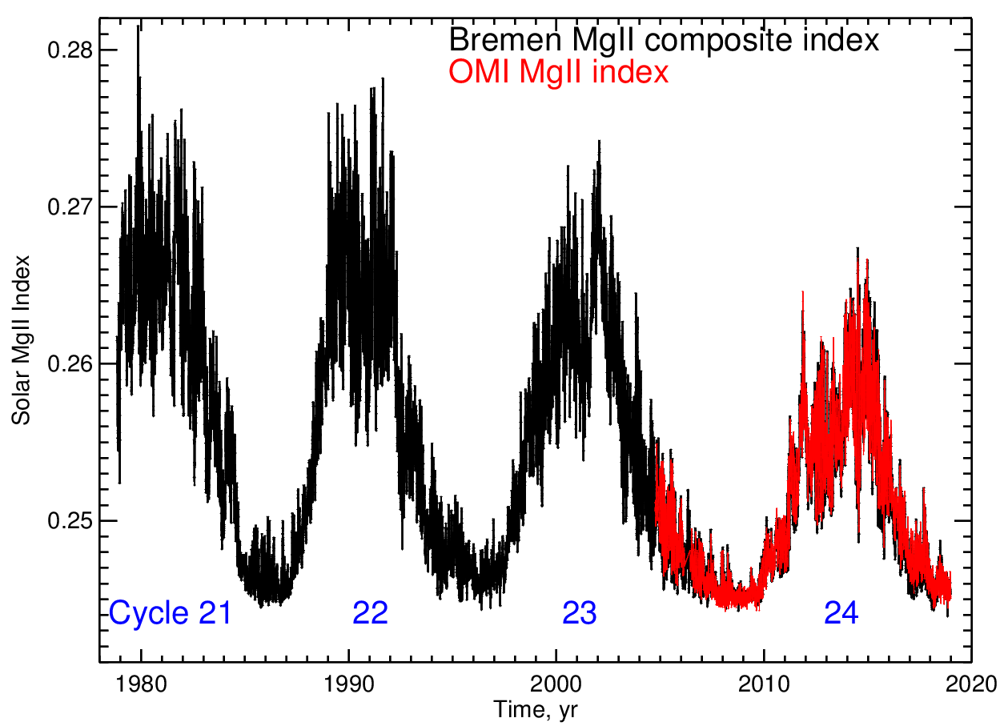 Bremen MgII composite index
OMI MgII index
0.28
0.27
0.26
0.25
Solar MgII Index
Cycle 21 22 23 24
1980 1990 2000 2010 2020
Time, yr